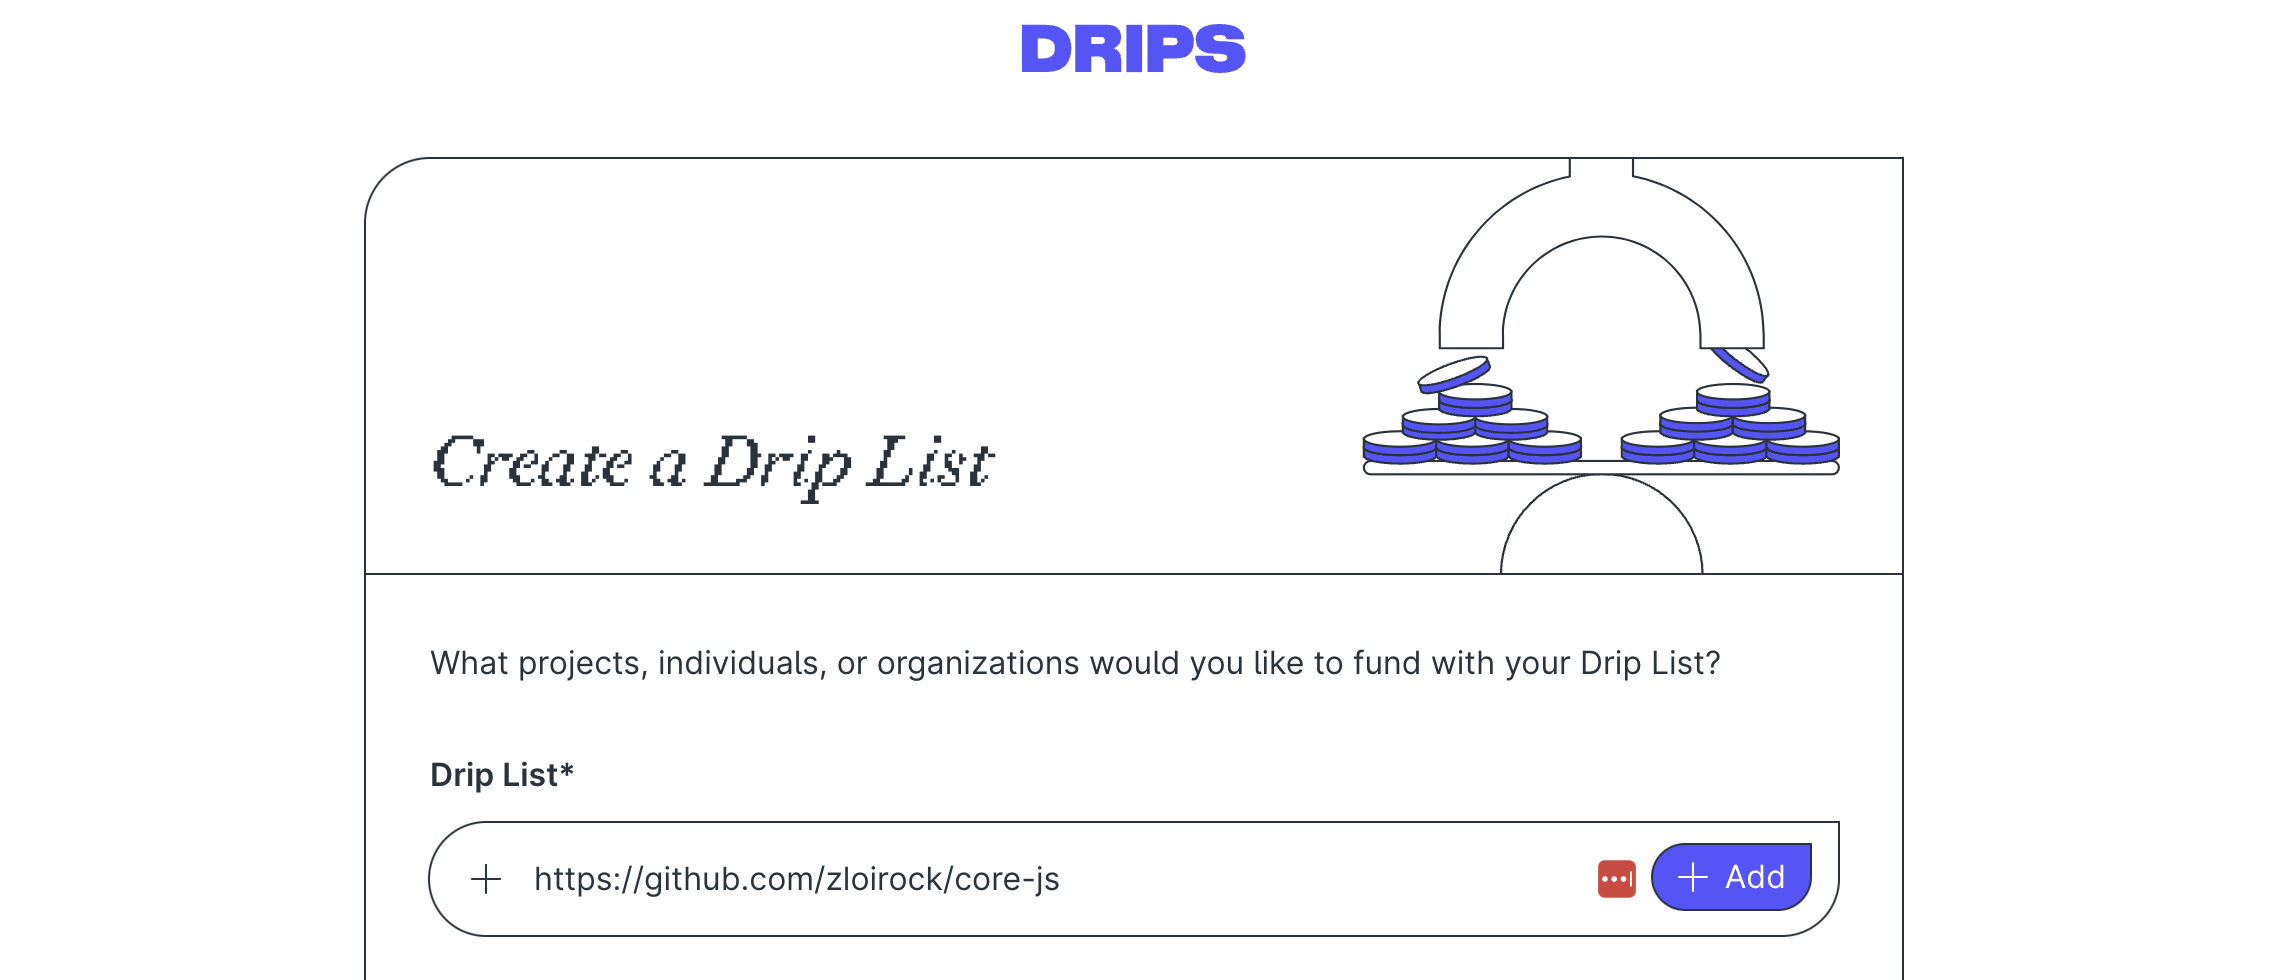 DRIPS
Create a Drip List
What projects, individuals, or organizations would you like to fund with your Drip List?
Drip List*
https://github.com/zloirock/core-js
Add